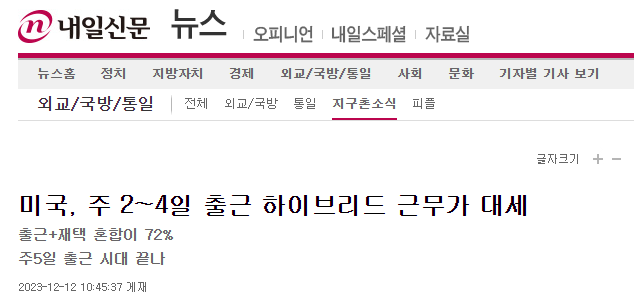 내일신문 뉴스 오피니언 내일스페셜 자료실
뉴스홈 정치 지방자치 경제 외교/국방/통일 사회 문화 기자별 기사 보기
외교/국방/통일 전체 외교/국방 통일 지구촌소식 피플
글자크기 + −
미국, 주 2~4일 출근 하이브리드 근무가 대세
출근+재택 혼합이 72%
주5일 출근 시대 끝나
2023-12-12 10:45:37 게재